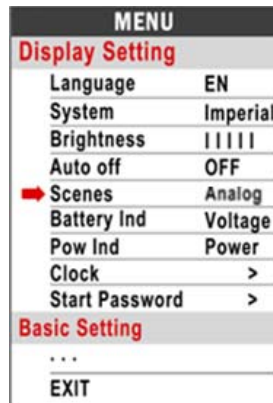 MENU
Display Setting
Language EN
System Imperial
Brightness | | | | |
Auto off OFF
Scenes Analog
Battery Ind Voltage
Pow Ind Power
Clock >
Start Password >
Basic Setting
...
EXIT